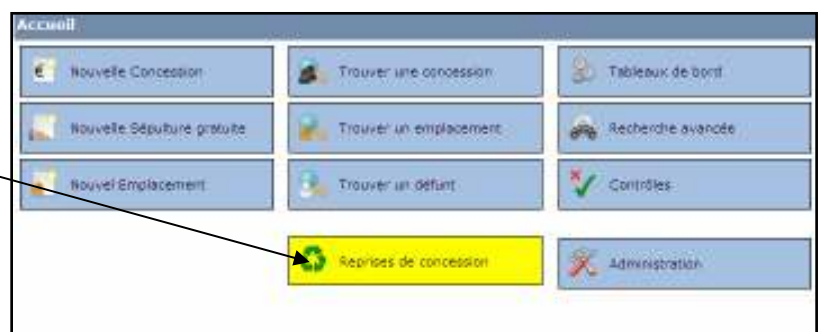 Accueil
Nouvelle Concession
Trouver une concession
Tableaux de bord
Nouvelle Sépulture gratuite
Trouver un emplacement
Recherche avancée
Nouvel Emplacement
Trouver un défunt
Contrôles
Reprises de concession
Administration